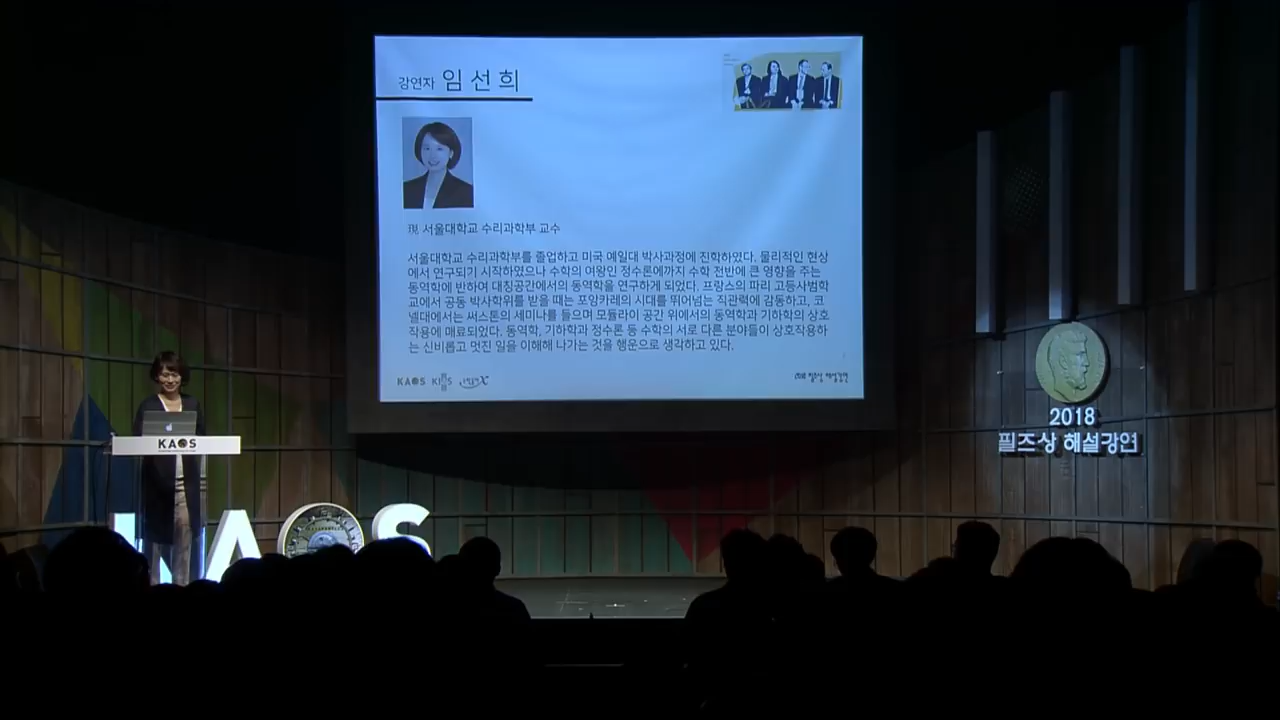 강연자 임선희
現 서울대학교 수리과학부 교수
서울대학교 수리과학부를 졸업하고 미국 예일대 박사과정에 진학하였다. 물리적인 현상
에서 연구되기 시작하였으나 수학의 여왕인 정수론에까지 수학 전반에 큰 영향을 주는
동역학에 반하여 대칭공간에서의 동역학을 연구하게 되었다. 프랑스의 파리 고등사범학
교에서 공동 박사학위를 받을 때는 포앙카레의 시대를 뛰어넘는 직관력에 감동하고, 코
넬대에서는 써스톤의 세미나를 들으며 모듈라이 공간 위에서의 동역학과 기하학의 상호
작용에 매료되었다. 동역학, 기하학과 정수론 등 수학의 서로 다른 분야들이 상호작용하
는 신비롭고 멋진 일을 이해해 나가는 것을 행운으로 생각하고 있다.
KAOS KIAS
2018
필즈상 해설강연
KAOS
KAOS